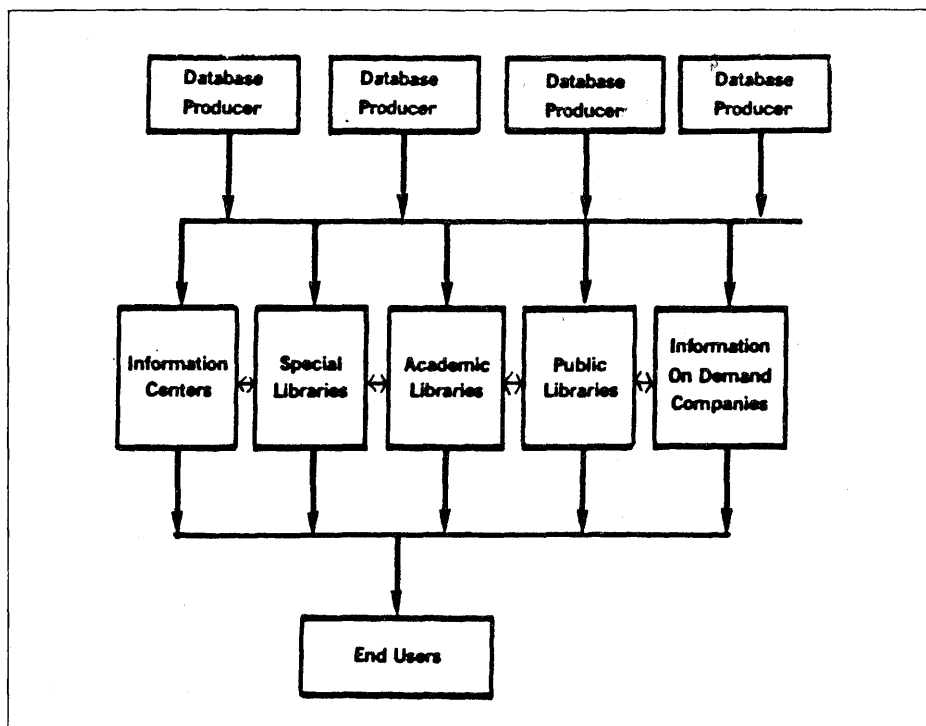 Database
Producer
Database
Producer
Database
Producer
Database
Producer
Information
Centers
Special
Libraries
Academic
Libraries
Public
Libraries
Information
On Demand
Companies
End Users